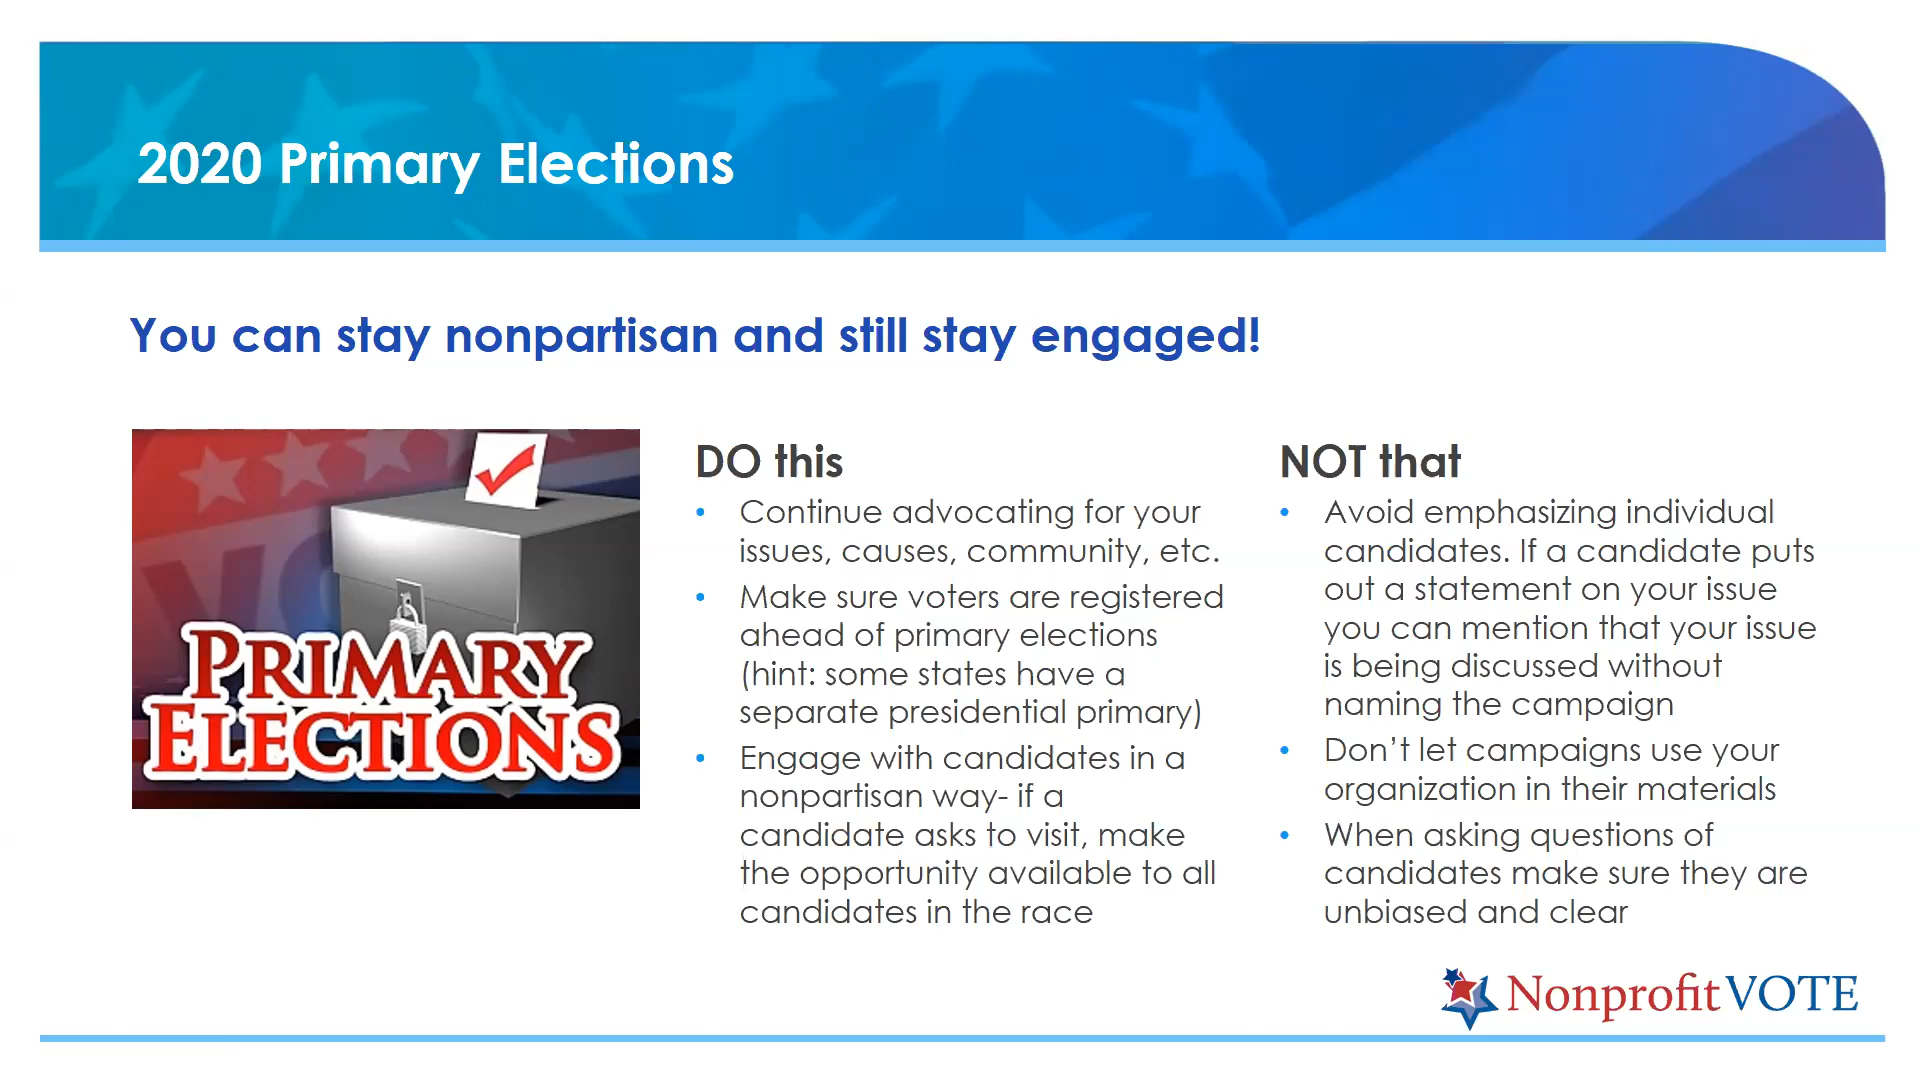 2020 Primary Elections
You can stay nonpartisan and still stay engaged!
PRIMARY
ELECTIONS
DO this
• Continue advocating for your
issues, causes, community, etc.
• Make sure voters are registered
ahead of primary elections
(hint: some states have a
separate presidential primary)
• Engage with candidates in a
nonpartisan way- if a
candidate asks to visit, make
the opportunity available to all
candidates in the race
NOT that
• Avoid emphasizing individual
candidates. If a candidate puts
out a statement on your issue
you can mention that your issue
is being discussed without
naming the campaign
• Don’t let campaigns use your
organization in their materials
• When asking questions of
candidates make sure they are
unbiased and clear
Nonprofit VOTE